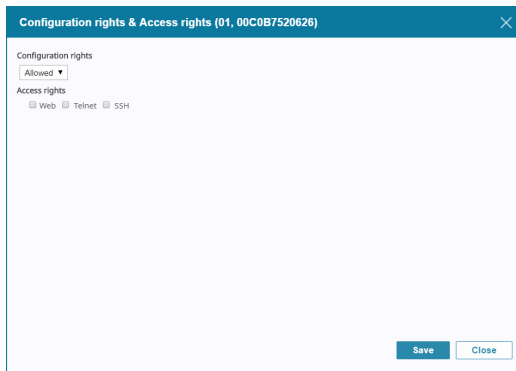 Configuration rights & Access rights (01, 00C0B7520626)
Configuration rights
Allowed
Access rights
Web Telnet SSH
Save Close